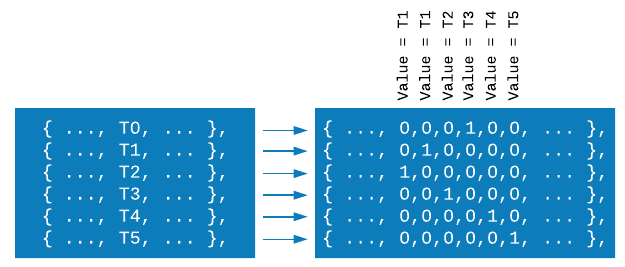 Value = T1
Value = T1
Value = T2
Value = T3
Value = T4
Value = T5
{ ..., T0, ... }, { ..., 0,0,0,1,0,0, ... },
{ ..., T1, ... }, { ..., 0,1,0,0,0,0, ... },
{ ..., T2, ... }, { ..., 1,0,0,0,0,0, ... },
{ ..., T3, ... }, { ..., 0,0,1,0,0,0, ... },
{ ..., T4, ... }, { ..., 0,0,0,0,1,0, ... },
{ ..., T5, ... }, { ..., 0,0,0,0,0,1, ... },